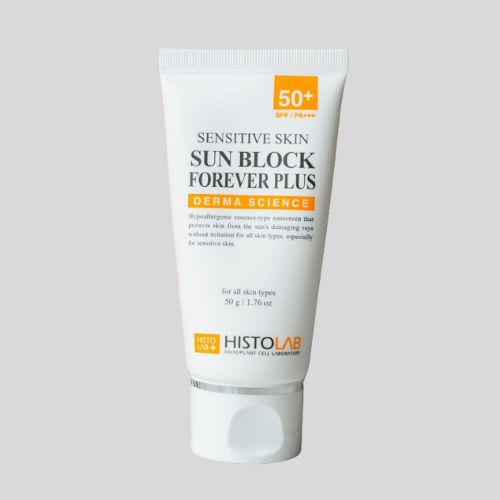 50+
SPF / PA+++
SENSITIVE SKIN
SUN BLOCK
FOREVER PLUS
DERMA SCIENCE
Hypoallergenic essence-type sunscreen that
protects skin from the sun's damaging rays
without irritation for all skin types, especially
for sensitive skin.
for all skin types
50 g / 1.76 oz
HISTO
LAB+
HISTOLAB
HISTOPLANT CELL LABORATORY